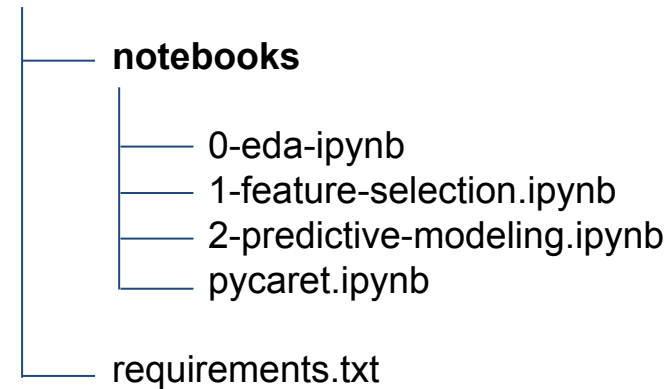 notebooks
0-eda-ipynb
1-feature-selection.ipynb
2-predictive-modeling.ipynb
pycaret.ipynb
requirements.txt